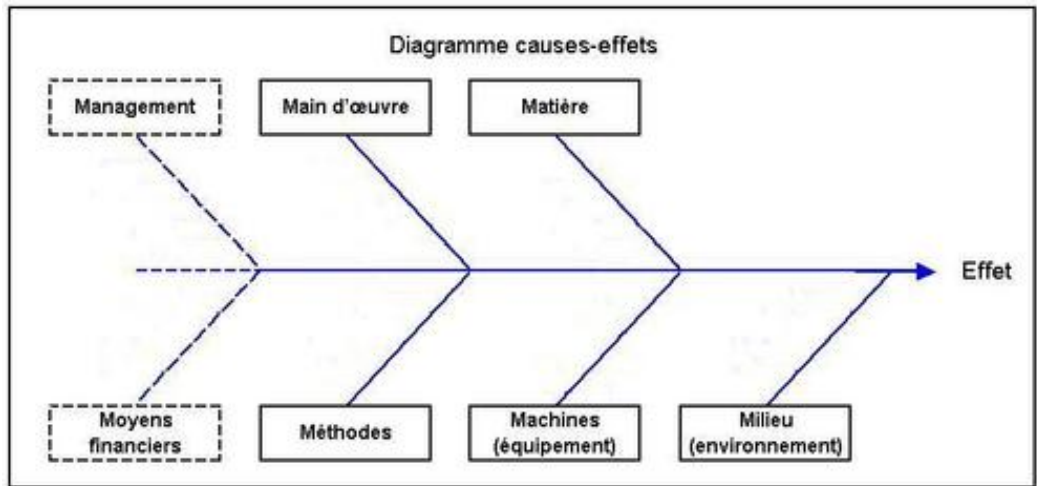 Diagramme causes-effets
Management
Main d'œuvre
Matière
Effet
Moyens
financiers
Méthodes
Machines
(équipement)
Milieu
(environnement)